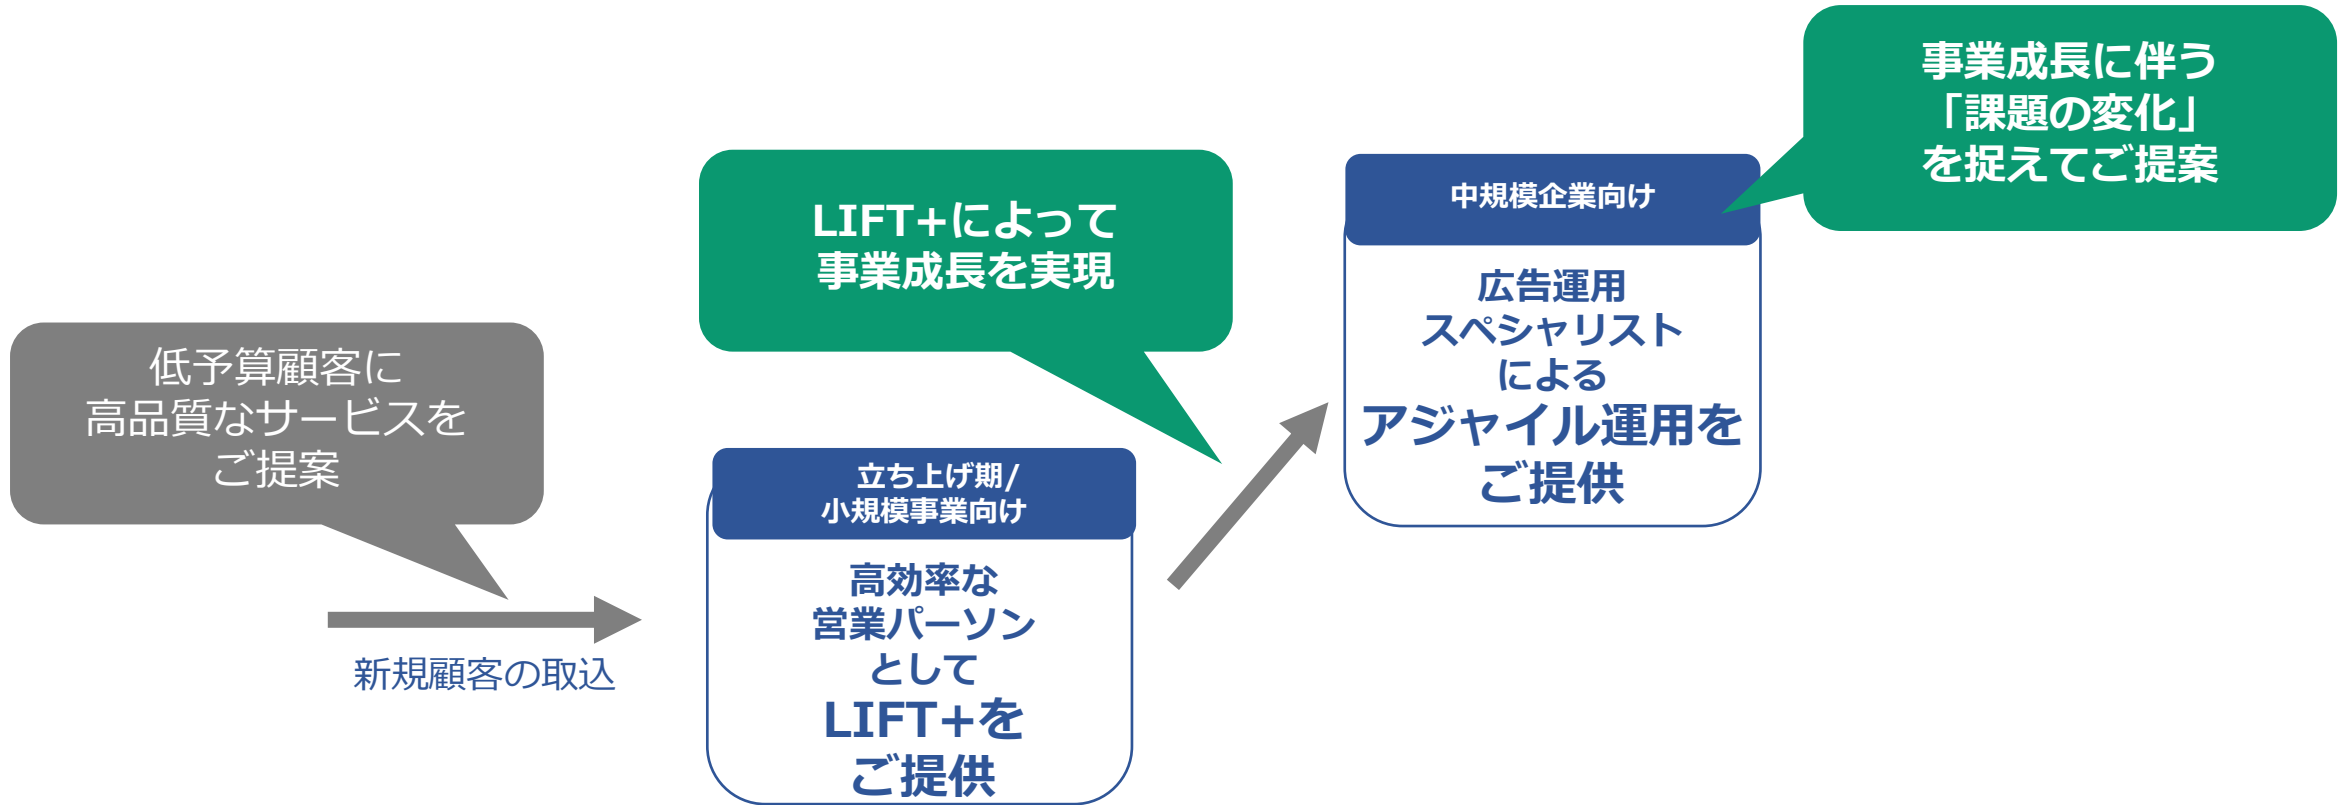 低予算顧客に
高品質なサービスを
ご提案
新規顧客の取込
LIFT+によって
事業成長を実現
立ち上げ期/
小規模事業向け
高効率な
営業パーソン
として
LIFT+を
ご提供
中規模企業向け
広告運用
スペシャリスト
による
アジャイル運用を
ご提供
事業成長に伴う
「課題の変化」
を捉えてご提案